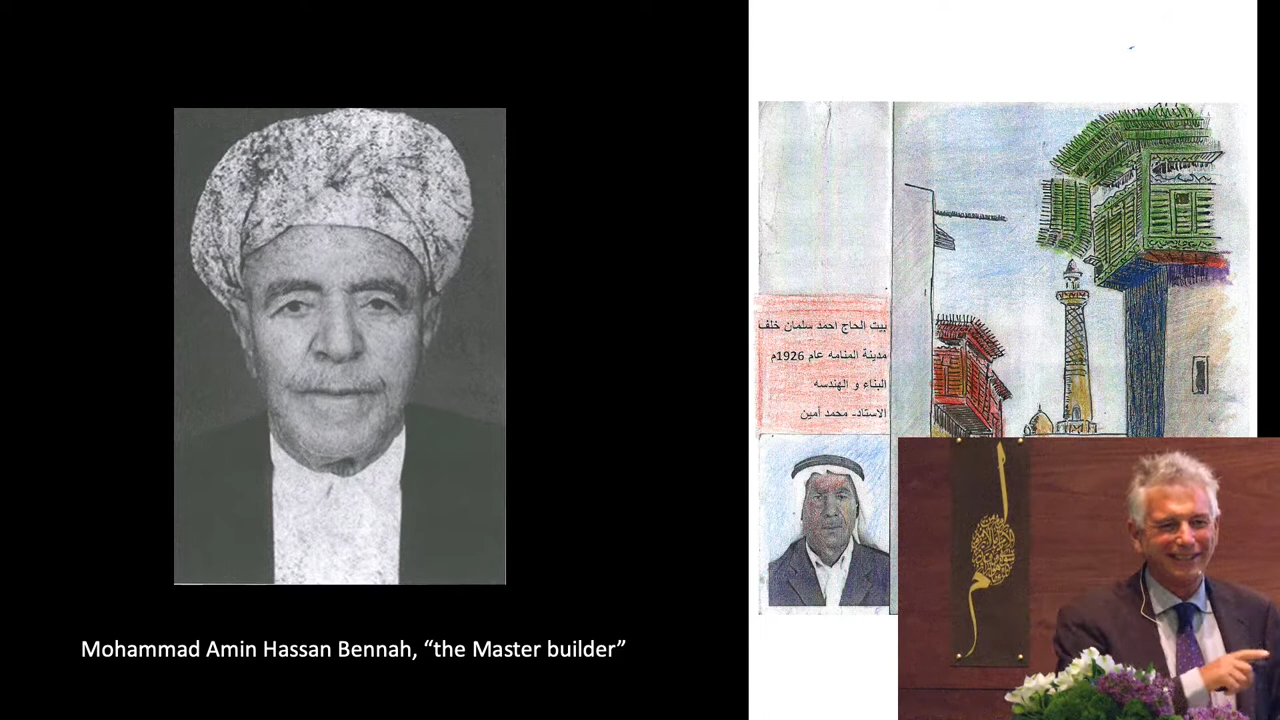 بيت الحاج احمد سلمان خلف
مدينة المنامه عام 1926م
البناء و الهندسه
الاستاد- محمد أمين
Mohammad Amin Hassan Bennah, “the Master builder”